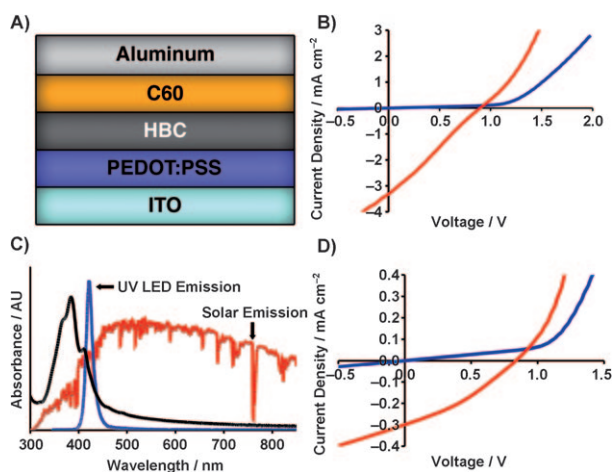 A)
Aluminum
C60
HBC
PEDOT:PSS
ITO
B)
Current Density / mA cm−2
3
2
1
0
−1
−2
−3
−4
−0.5 0 0.5 1.0 1.5 2.0
Voltage / V
C)
Absorbance / AU
UV LED Emission
Solar Emission
300 400 500 600 700 800
Wavelength / nm
D)
Current Density / mA cm−2
0.4
0.3
0.2
0.1
0.0
−0.1
−0.2
−0.3
−0.4
−0.5 0 0.5 1.0 1.5
Voltage / V